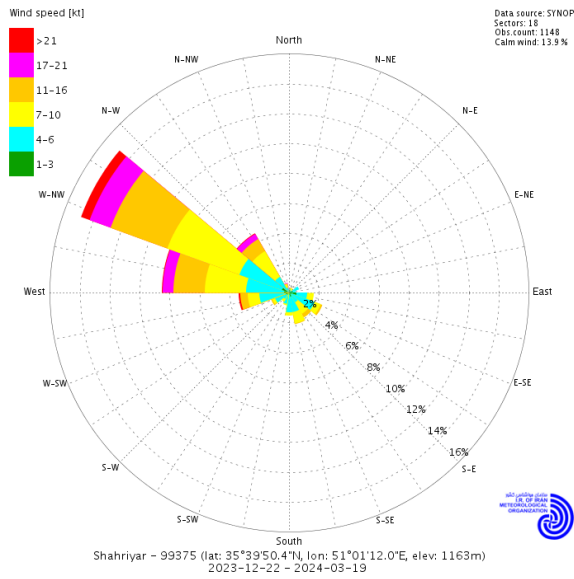 Wind speed [kt]
>21
17-21
11-16
7-10
4-6
1-3
Data source: SYNOP
Sectors: 18
Obs.count: 1148
Calm wind: 13.9 %
North
N-NE
N-E
E-NE
East
E-SE
S-E
S-SE
South
S-SW
S-W
W-SW
West
W-NW
N-W
N-NW
2%
4%
6%
8%
10%
12%
14%
16%
I.R. OF IRAN
METEOROLOGICAL
ORGANIZATION
Shahriyar - 99375 (lat: 35°39'50.4"N, lon: 51°01'12.0"E, elev: 1163m)
2023-12-22 - 2024-03-19